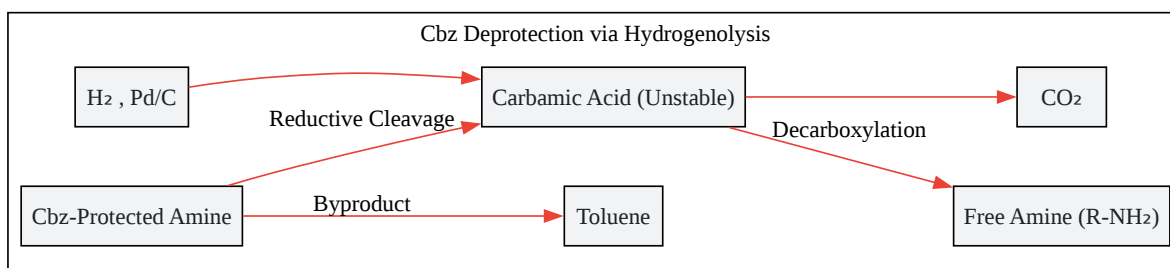 Cbz Deprotection via Hydrogenolysis
H₂ , Pd/C
Carbamic Acid (Unstable)
CO₂
Reductive Cleavage
Decarboxylation
Cbz-Protected Amine
Byproduct
Toluene
Free Amine (R-NH₂)